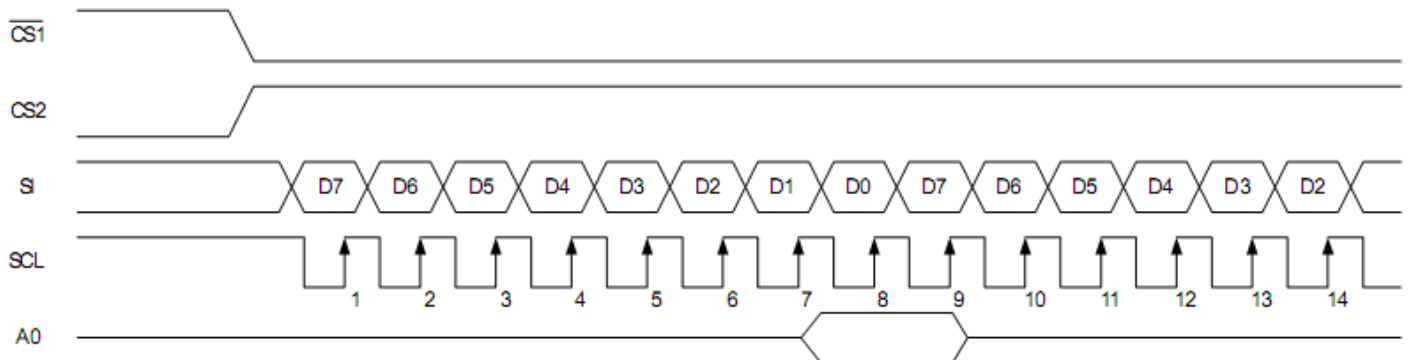 CS1
CS2
SI D7 D6 D5 D4 D3 D2 D1 D0 D7 D6 D5 D4 D3 D2
SCL
1 2 3 4 5 6 7 8 9 10 11 12 13 14
A0